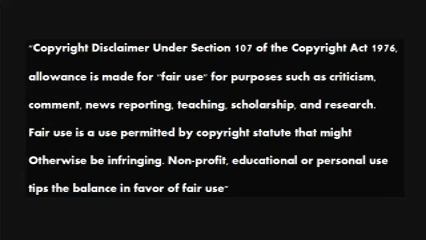 "Copyright Disclaimer Under Section 107 of the Copyright Act 1976,
allowance is made for "fair use" for purposes such as criticism,
comment, news reporting, teaching, scholarship, and research.
Fair use is a use permitted by copyright statute that might
Otherwise be infringing. Non-profit, educational or personal use
tips the balance in favor of fair use"